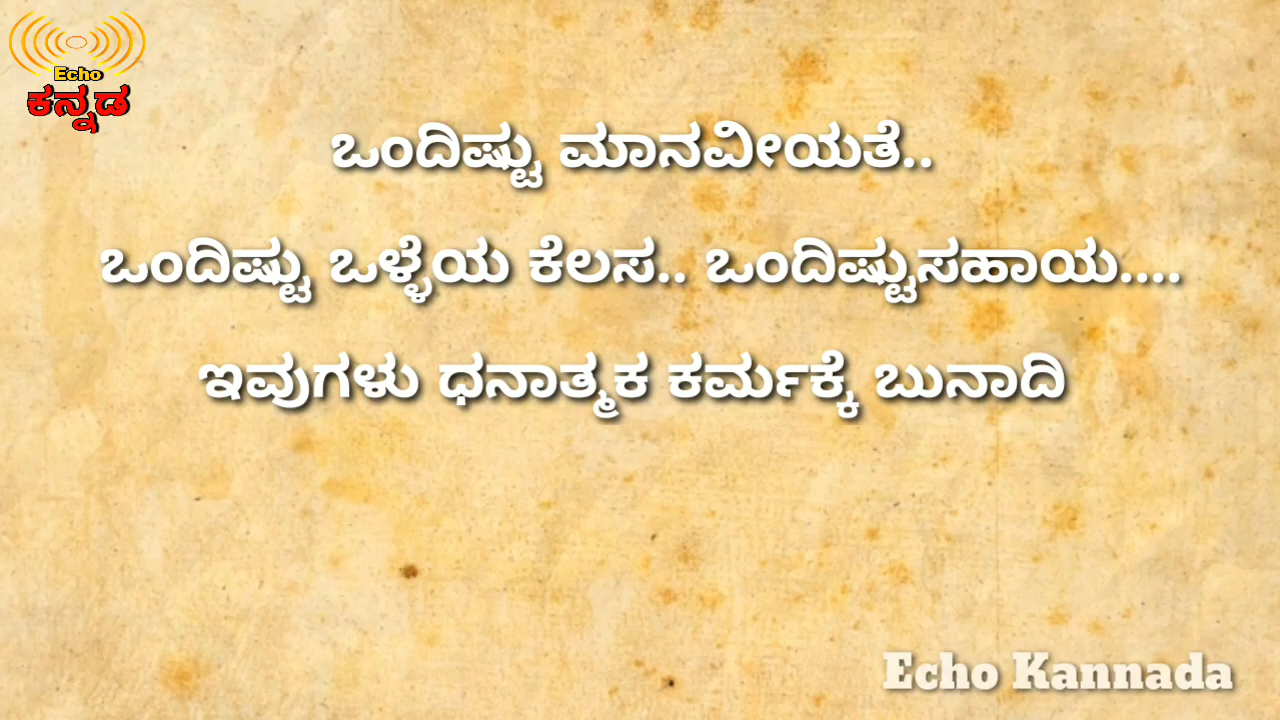 Echo
ಕನ್ನಡ
ಒಂದಿಷ್ಟು ಮಾನವೀಯತೆ..
ಒಂದಿಷ್ಟು ಒಳ್ಳೆಯ ಕೆಲಸ.. ಒಂದಿಷ್ಟುಸಹಾಯ....
ಇವುಗಳು ಧನಾತ್ಮಕ ಕರ್ಮಕ್ಕೆ ಬುನಾದಿ
Echo Kannada